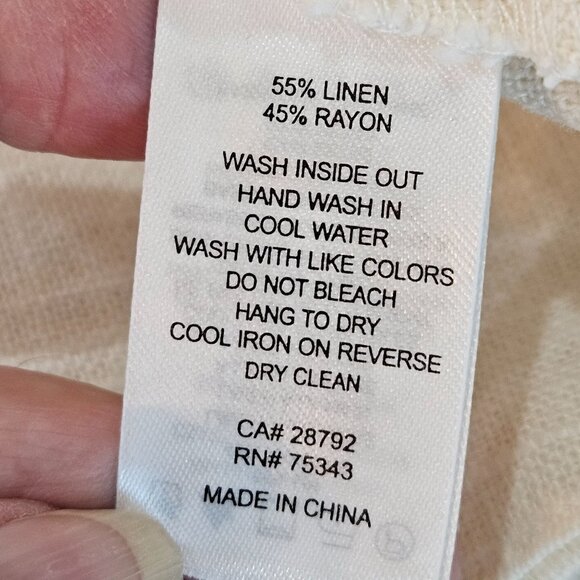 55% LINEN
45% RAYON
WASH INSIDE OUT
HAND WASH IN
COOL WATER
WASH WITH LIKE COLORS
DO NOT BLEACH
HANG TO DRY
COOL IRON ON REVERSE
DRY CLEAN
CA# 28792
RN# 75343
MADE IN CHINA